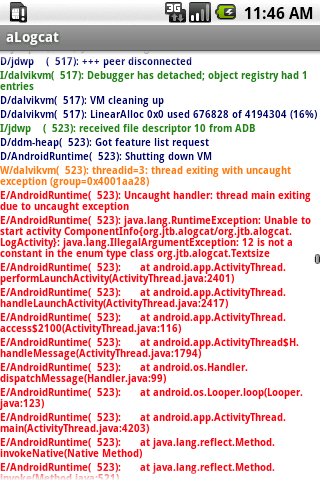 3G
11:46 AM
aLogcat
D/jdwp    (  517): +++ peer disconnected
I/dalvikvm(  517): Debugger has detached; object registry had 1
entries
D/dalvikvm(  517): VM cleaning up
D/dalvikvm(  517): LinearAlloc 0x0 used 676828 of 4194304 (16%)
I/jdwp    (  523): received file descriptor 10 from ADB
D/ddm-heap(  523): Got feature list request
D/AndroidRuntime(  523): Shutting down VM
W/dalvikvm(  523): threadid=3: thread exiting with uncaught
exception (group=0x4001aa28)
E/AndroidRuntime(  523): Uncaught handler: thread main exiting
due to uncaught exception
E/AndroidRuntime(  523): java.lang.RuntimeException: Unable to
start activity ComponentInfo{org.jtb.alogcat/org.jtb.alogcat.
LogActivity}: java.lang.IllegalArgumentException: 12 is not a
constant in the enum type class org.jtb.alogcat.Textsize
E/AndroidRuntime(  523):      at android.app.ActivityThread.
performLaunchActivity(ActivityThread.java:2401)
E/AndroidRuntime(  523):      at android.app.ActivityThread.
handleLaunchActivity(ActivityThread.java:2417)
E/AndroidRuntime(  523):      at android.app.ActivityThread.
access$2100(ActivityThread.java:116)
E/AndroidRuntime(  523):      at android.app.ActivityThread$H.
handleMessage(ActivityThread.java:1794)
E/AndroidRuntime(  523):      at android.os.Handler.
dispatchMessage(Handler.java:99)
E/AndroidRuntime(  523):      at android.os.Looper.loop(Looper.
java:123)
E/AndroidRuntime(  523):      at android.app.ActivityThread.
main(ActivityThread.java:4203)
E/AndroidRuntime(  523):      at java.lang.reflect.Method.
invokeNative(Native Method)
E/AndroidRuntime(  523):      at java.lang.reflect.Method.
invoke(Method.java:521)